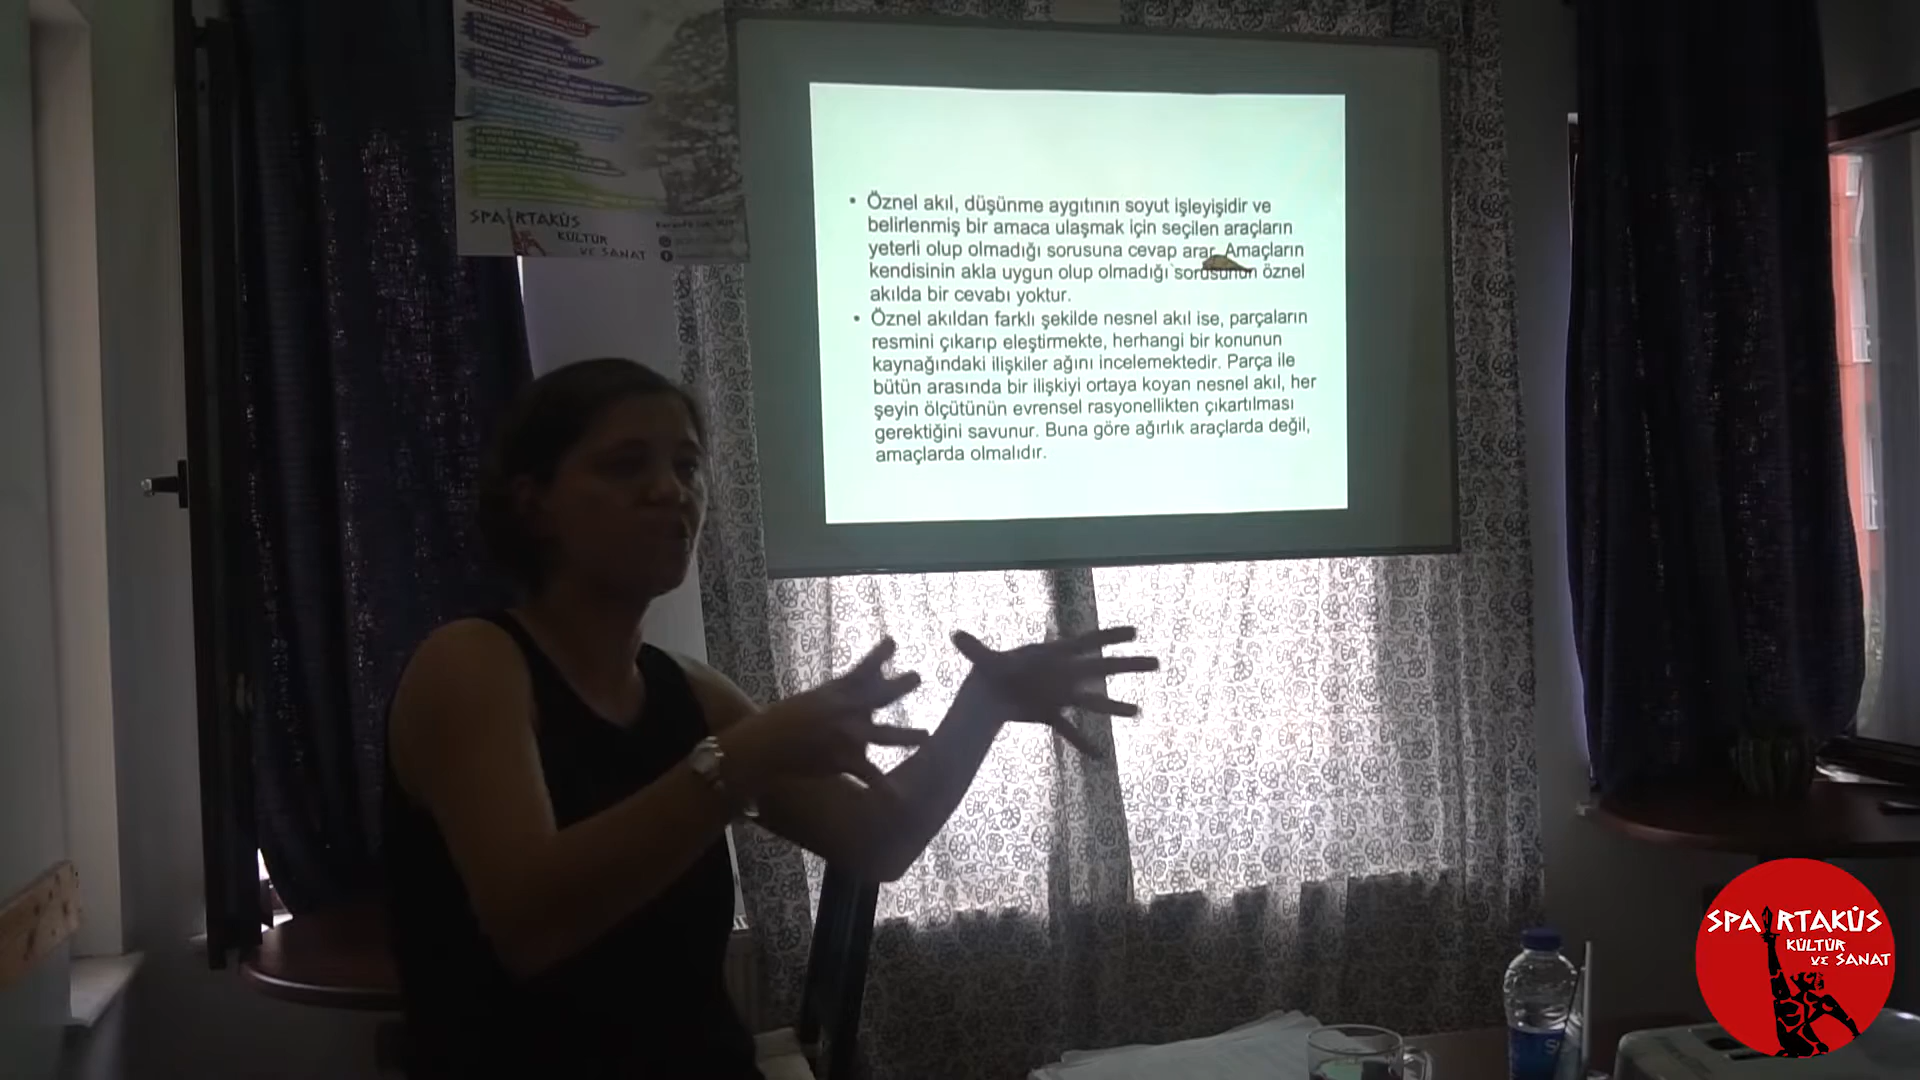 SPARTAKÜS
KÜLTÜR
VE SANAT
• Öznel akıl, düşünme aygıtının soyut işleyişidir ve
belirlenmiş bir amaca ulaşmak için seçilen araçların
yeterli olup olmadığı sorusuna cevap arar. Amaçların
kendisinin akla uygun olup olmadığı sorusunun öznel
akılda bir cevabı yoktur.
• Öznel akıldan farklı şekilde nesnel akıl ise, parçaların
resmini çıkarıp eleştirmekte, herhangi bir konunun
kaynağındaki ilişkiler ağını incelemektedir. Parça ile
bütün arasında bir ilişkiyi ortaya koyan nesnel akıl, her
şeyin ölçütünün evrensel rasyonellikten çıkartılması
gerektiğini savunur. Buna göre ağırlık araçlarda değil,
amaçlarda olmalıdır.
SPARTAKÜS
KÜLTÜR
VE SANAT